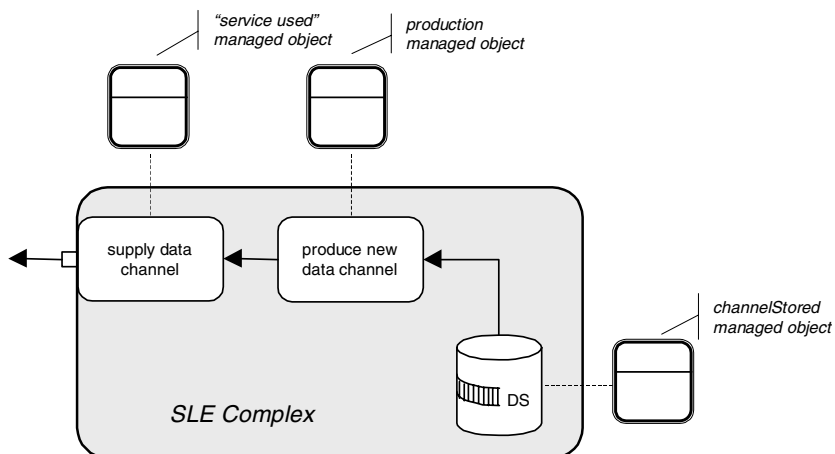 “service used”
managed object
production
managed object
supply data
channel
produce new
data channel
channelStored
managed object
DS
SLE Complex